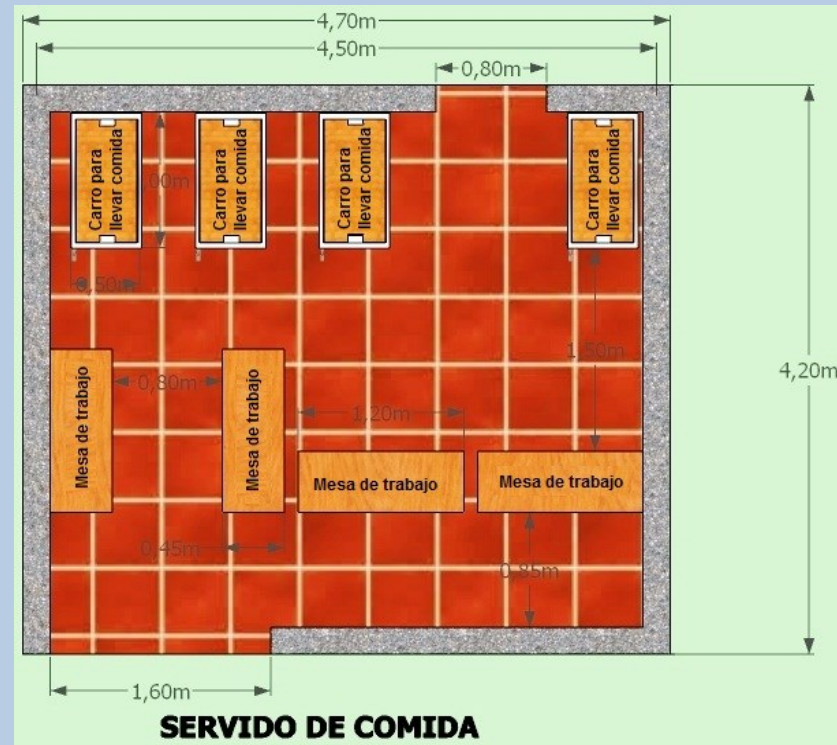 4,70m
4,50m
0,80m
Carro para
llevar comida
Carro para
llevar comida
Carro para
llevar comida
Carro para
llevar comida
,00m
0,50m
1,50m
4,20m
Mesa de trabajo
0,80m
Mesa de trabajo
1,20m
Mesa de trabajo
Mesa de trabajo
0,45m
0,85m
1,60m
SERVIDO DE COMIDA